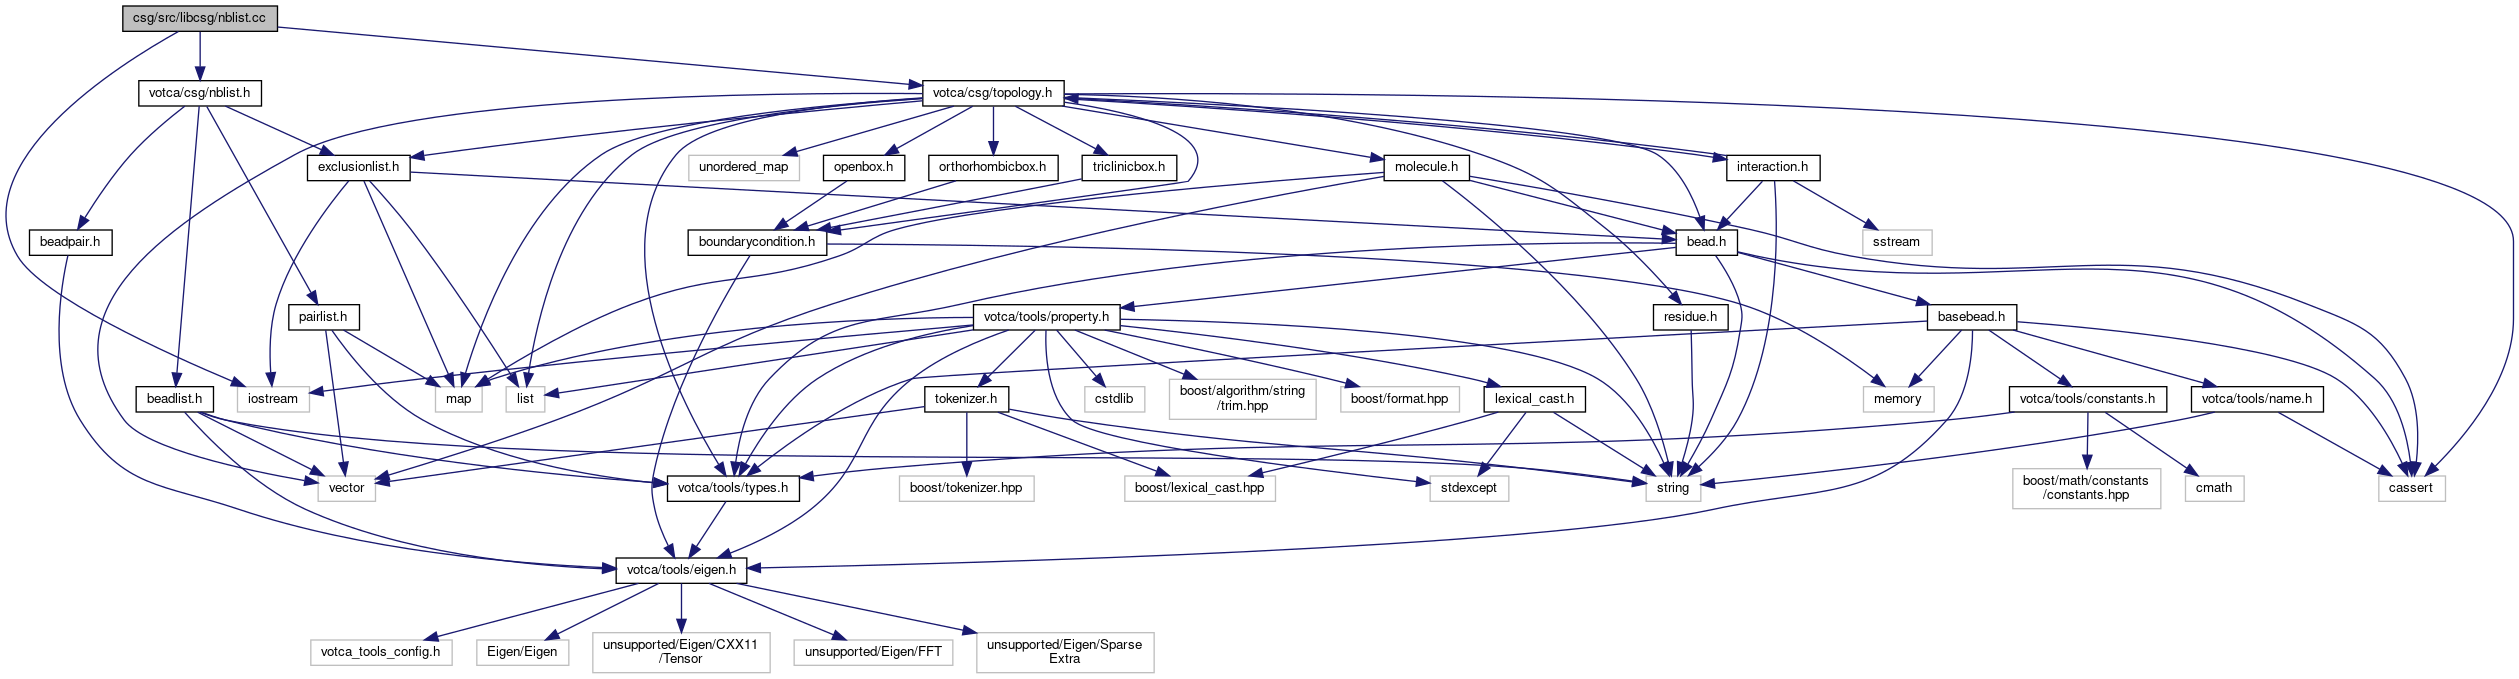 csg/src/libcsg/nblist.cc
votca/csg/nblist.h
votca/csg/topology.h
exclusionlist.h
unordered_map
openbox.h
orthorhombicbox.h
triclinicbox.h
molecule.h
interaction.h
beadpair.h
boundarycondition.h
bead.h
sstream
pairlist.h
votca/tools/property.h
residue.h
basebead.h
beadlist.h
iostream
map
list
tokenizer.h
cstdlib
boost/algorithm/string
/trim.hpp
boost/format.hpp
lexical_cast.h
memory
votca/tools/constants.h
votca/tools/name.h
vector
votca/tools/types.h
boost/tokenizer.hpp
boost/lexical_cast.hpp
stdexcept
string
boost/math/constants
/constants.hpp
cmath
cassert
votca/tools/eigen.h
votca_tools_config.h
Eigen/Eigen
unsupported/Eigen/CXX11
/Tensor
unsupported/Eigen/FFT
unsupported/Eigen/Sparse
Extra